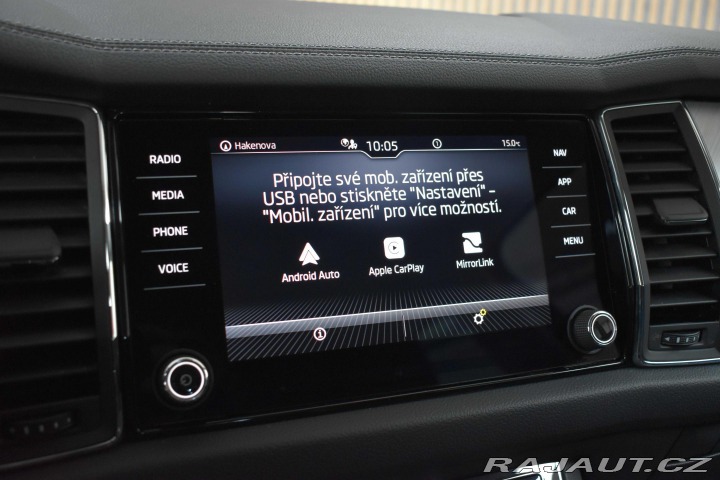 Hakenova
10:05
15.0°C
RADIO
MEDIA
PHONE
VOICE
Připojte své mob. zařízení přes
USB nebo stiskněte "Nastavení" –
"Mobil. zařízení" pro více možností.
Android Auto
Apple CarPlay
MirrorLink
NAV
APP
CAR
MENU
RAJAUT.CZ